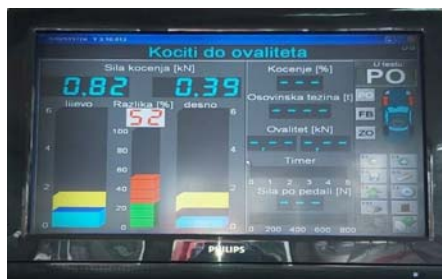 Kociti do ovaliteta
Sila kocenja [kN]
0,82 0,39
lijevo Razlika [%] desno
52
6 6
100
80
4 4
60
40
2 2
20
0 0 0
Kocenje [%]
---
Osovinska tezina [t]
----
Ovalitet [kN]
-,-- -,--
Timer
0 1 2 3 4 5
Sila po pedali [N]
---
0 200 400 600 800
U testu
PO
PO
FB
ZO
PHILIPS